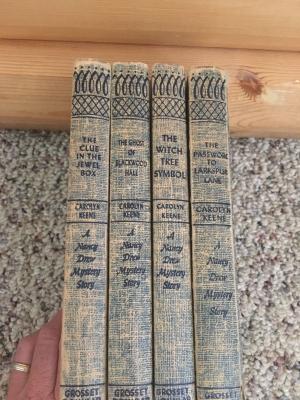 THE
CLUE
IN THE
JEWEL
BOX
CAROLYN
KEENE
A
Nancy
Drew
Mystery
Story
GROSSET
THE GHOST
OF
BLACKWOOD
HALL
CAROLYN
KEENE
A
Nancy
Drew
Mystery
Story
GROSSET
THE
WITCH
TREE
SYMBOL
CAROLYN
KEENE
A
Nancy
Drew
Mystery
Story
GROSSET
THE
PASSWORD
TO
LARKSPUR
LANE
CAROLYN
KEENE
A
Nancy
Drew
Mystery
Story
GROSSET